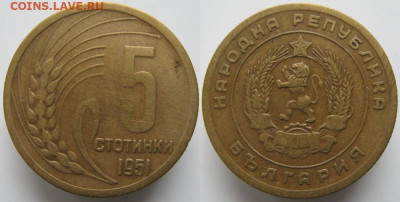 COINS.LAVE.RU
5
СТОТИНКИ
1951
НАРОДНА РЕПУБЛИКА
БЪЛГАРИЯ